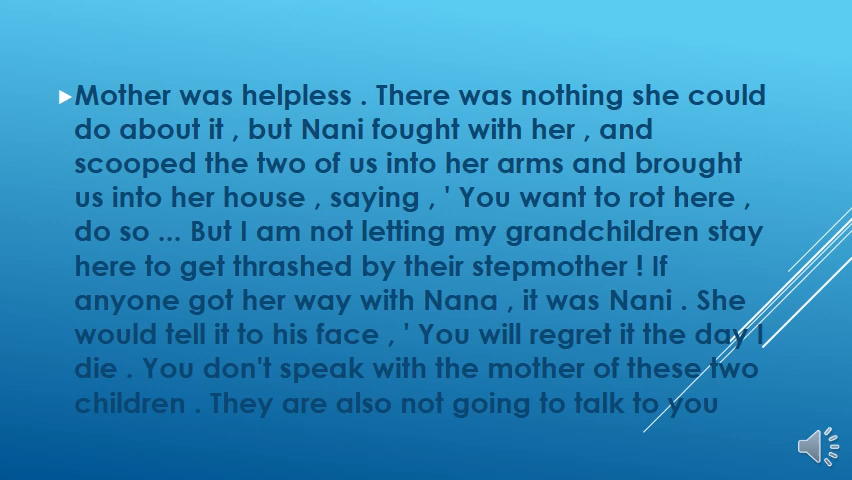 Mother was helpless . There was nothing she could
do about it , but Nani fought with her , and
scooped the two of us into her arms and brought
us into her house , saying , ' You want to rot here ,
do so ... But I am not letting my grandchildren stay
here to get thrashed by their stepmother ! If
anyone got her way with Nana , it was Nani . She
would tell it to his face , ' You will regret it the day I
die . You don't speak with the mother of these two
children . They are also not going to talk to you